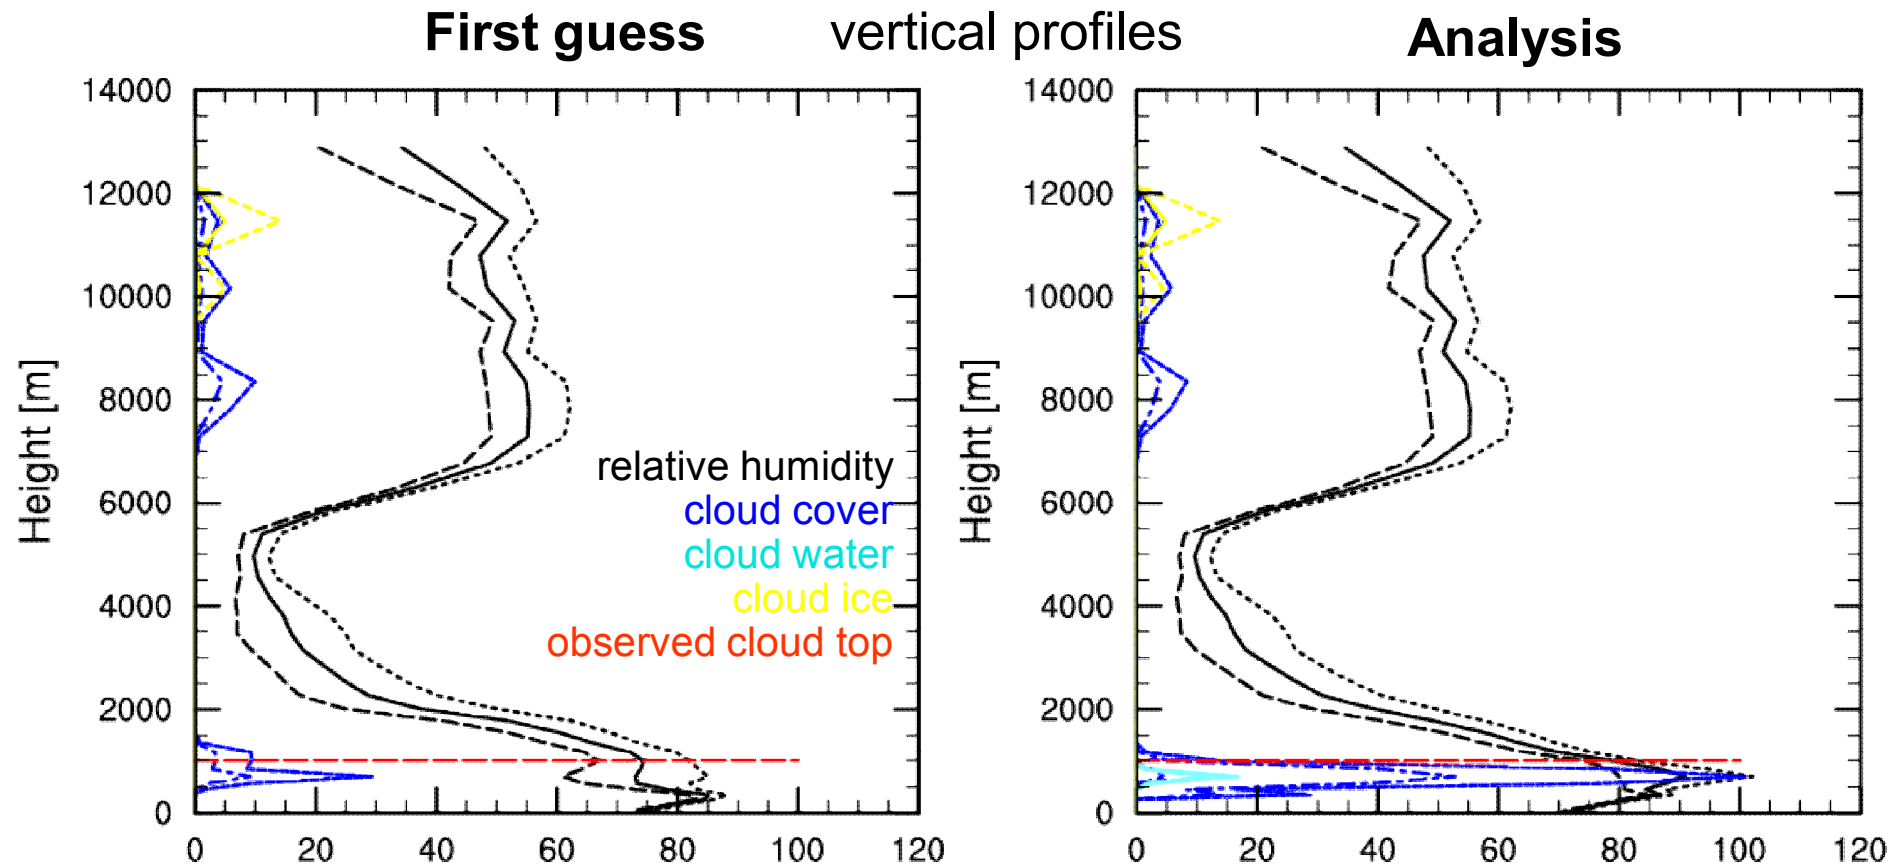 First guess vertical profiles Analysis
14000
12000
10000
8000
6000
4000
2000
0
Height [m]
0 20 40 60 80 100 120
relative humidity
cloud cover
cloud water
cloud ice
observed cloud top
14000
12000
10000
8000
6000
4000
2000
0
Height [m]
0 20 40 60 80 100 120